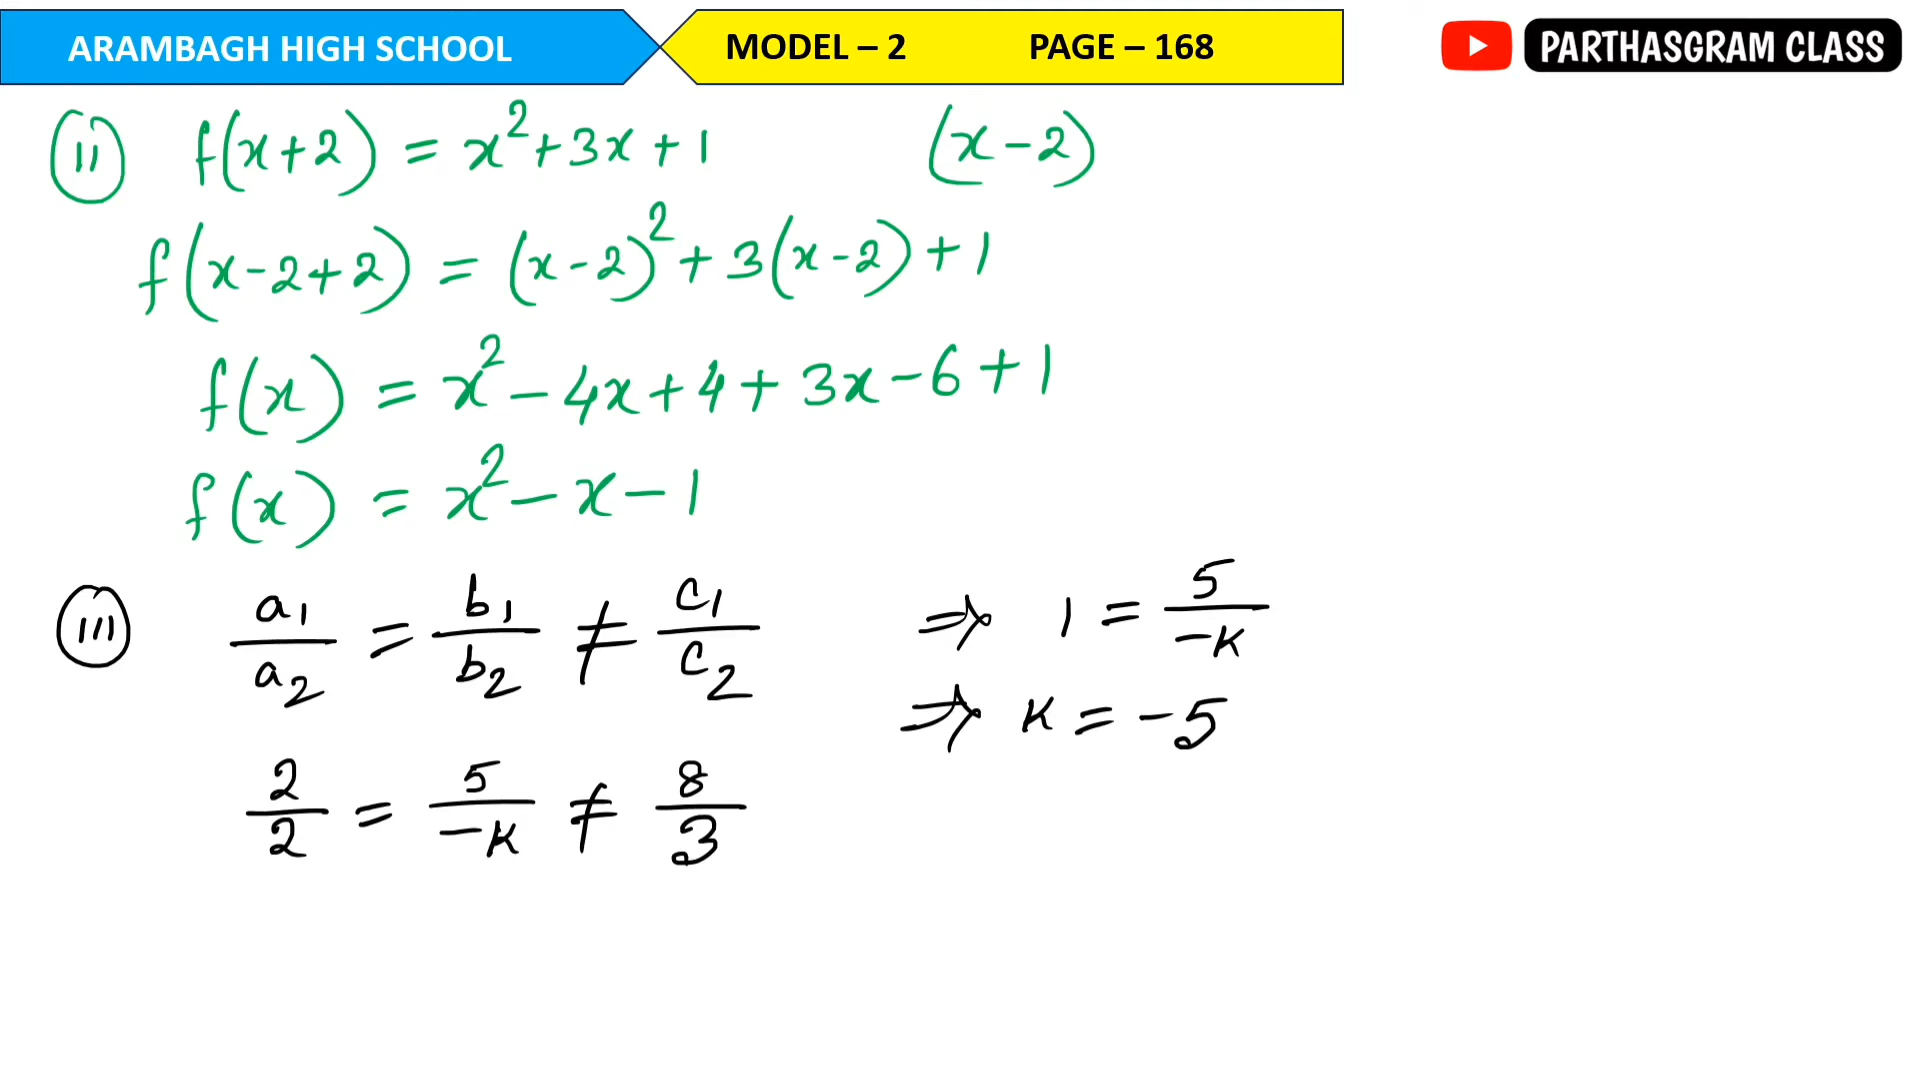 ARAMBAGH HIGH SCHOOL MODEL – 2 PAGE – 168 PARTHASGRAM CLASS
(ii) f(x+2) = x²+3x+1 (x-2)
f(x-2+2) = (x-2)²+3(x-2)+1
f(x) = x²-4x+4+3x-6+1
f(x) = x²-x-1
(iii) a₁/a₂ = b₁/b₂ ≠ c₁/c₂
2/2 = 5/-K ≠ 8/3
⇒ 1 = 5/-K
⇒ K = -5